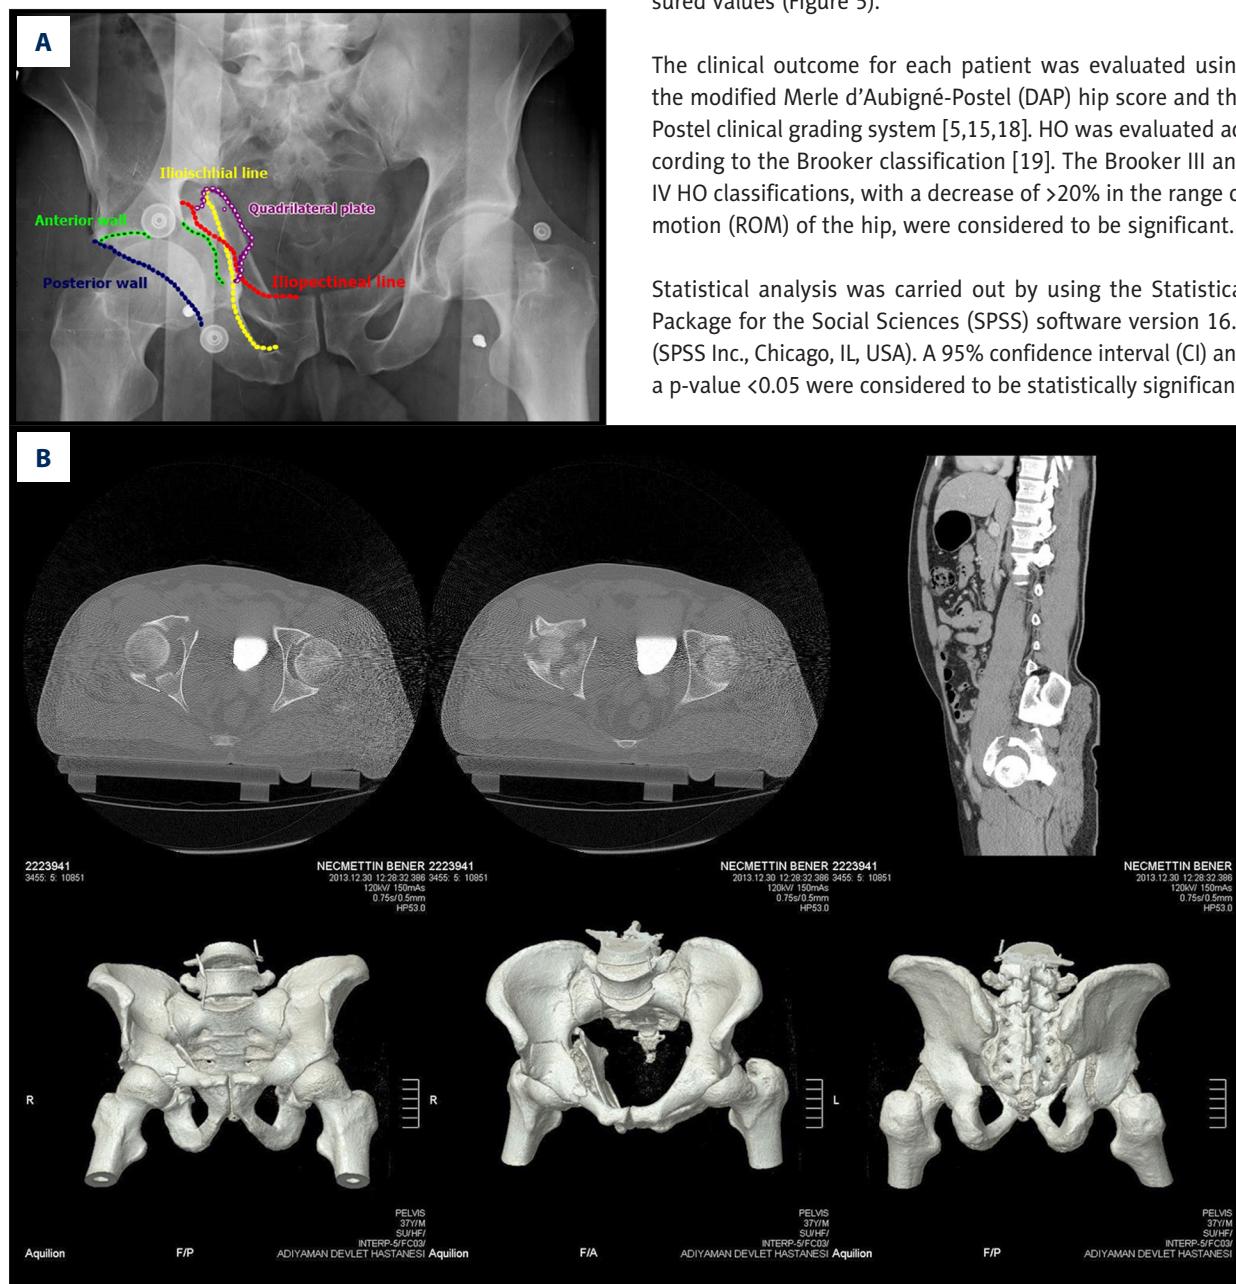 A
Ilioischhial line
Quadrilateral plate
Anterior wall
Posterior wall
Iliopectineal line
sured values (Figure 5).
The clinical outcome for each patient was evaluated usin
the modified Merle d'Aubigné-Postel (DAP) hip score and th
Postel clinical grading system [5,15,18]. HO was evaluated ac
cording to the Brooker classification [19]. The Brooker III an
IV HO classifications, with a decrease of >20% in the range o
motion (ROM) of the hip, were considered to be significant.
Statistical analysis was carried out by using the Statistica
Package for the Social Sciences (SPSS) software version 16.
(SPSS Inc., Chicago, IL, USA). A 95% confidence interval (CI) an
a p-value <0.05 were considered to be statistically significan
B
2223941 NECMETTIN BENER 2223941 NECMETTIN BENER
3455: 5: 10851 2013.12.30 12:28:32.386 3455: 5: 10851 2013.12.30 12:28:32.386 3455: 5: 10851 2013.12.30 12:28:32.386
120kV/ 150mAs 120kV/ 150mAs 120kV/ 150mAs
0.75s/0.5mm 0.75s/0.5mm 0.75s/0.5mm
HP53.0 HP53.0 HP53.0
R R L
PELVIS PELVIS PELVIS
37Y/M 37Y/M 37Y/M
SU/HF/ SU/HF/ SU/HF/
INTERP-5/FC03/ INTERP-5/FC03/ INTERP-5/FC03/
Aquilion F/P ADIYAMAN DEVLET HASTANESI Aquilion F/A ADIYAMAN DEVLET HASTANESI Aquilion F/P ADIYAMAN DEVLET HASTANESI